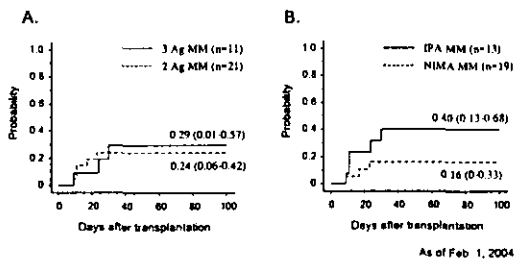 A.
3 Ag MM (n=11)
2 Ag MM (n=21)
Probability
1.0
0.8
0.6
0.4
0.2
0
0.29 (0.01-0.57)
0.24 (0.06-0.42)
0 20 40 60 80 100
Days after transplantation
B.
IPA MM (n=13)
NIMA MM (n=19)
Probability
1.0
0.8
0.6
0.4
0.2
0
0.40 (0.13-0.68)
0.16 (0-0.33)
0 20 40 60 80 100
Days after transplantation
As of Feb 1, 2004